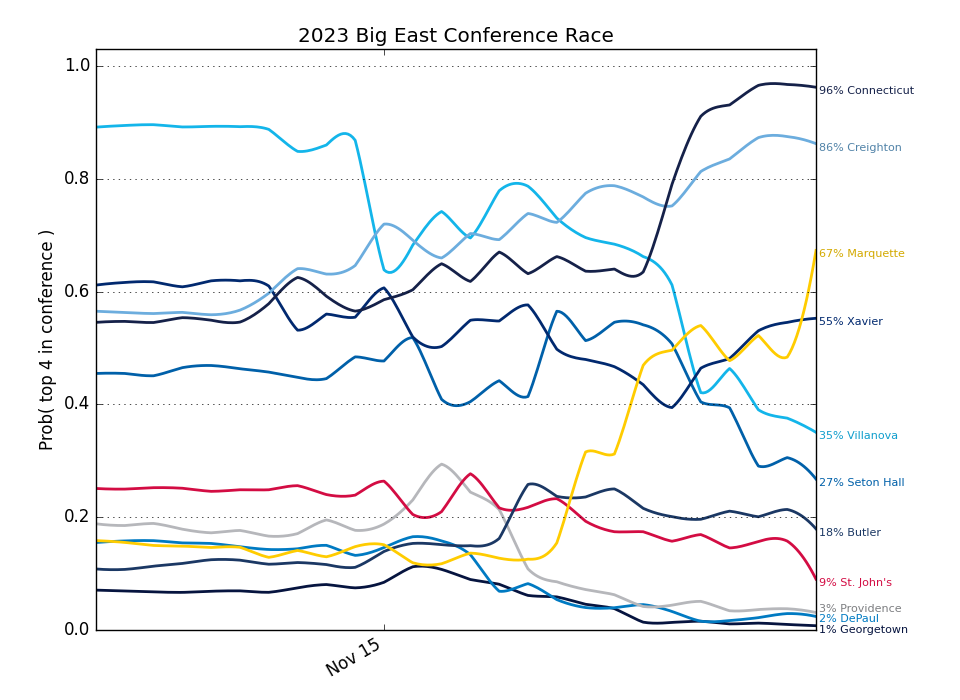 2023 Big East Conference Race
Prob( top 4 in conference )
1.0
0.8
0.6
0.4
0.2
0.0
Nov 15
96% Connecticut
86% Creighton
67% Marquette
55% Xavier
35% Villanova
27% Seton Hall
18% Butler
9% St. John's
3% Providence
2% DePaul
1% Georgetown